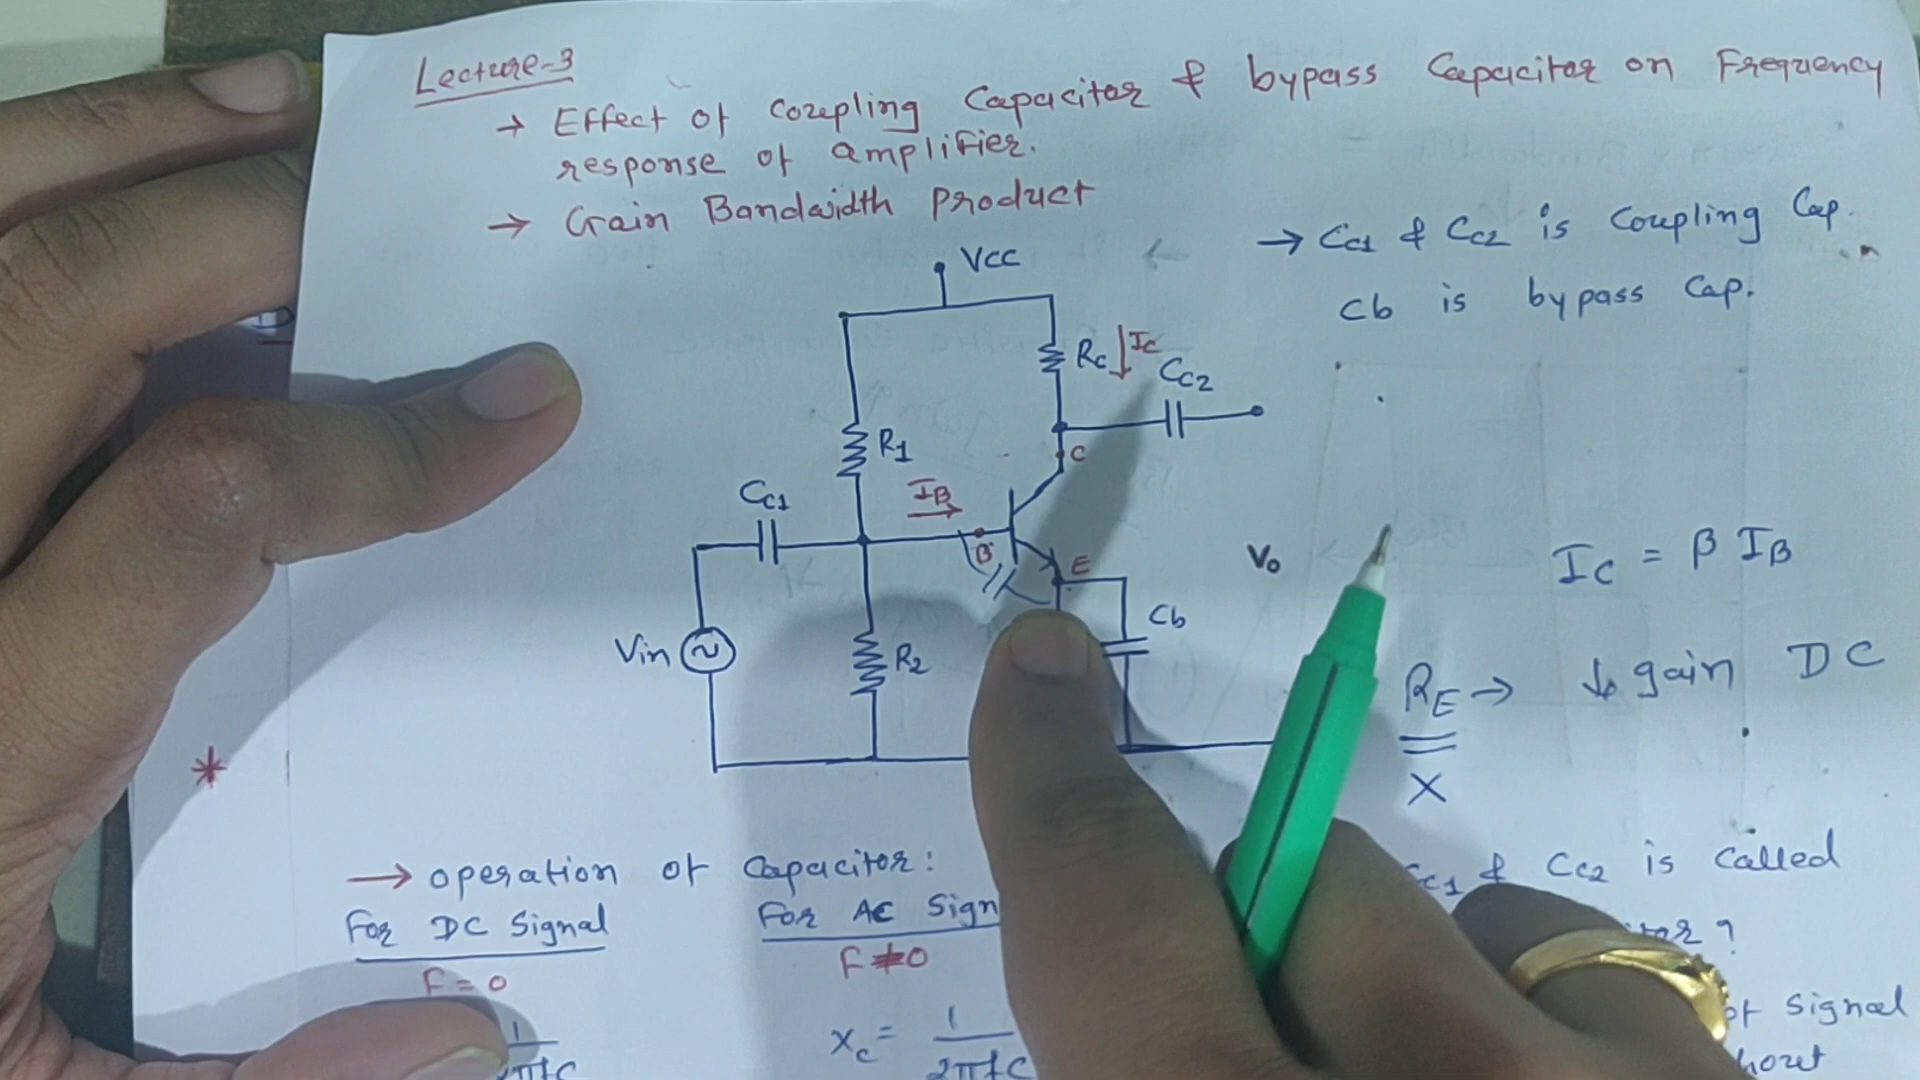 Lecture-3
→ Effect of Coupling Capacitor & bypass Capacitor on Frequency
response of amplifier.
→ Gain Bandwidth Product
→ Cc1 & Cc2 is Coupling Cap.
Cb is bypass Cap.
VCC
Rc ↓ Ic
Cc2
R1
C
Cc1
IB
B
E
Vo
Ic = β IB
Cb
Vin
R2
RE → ↓ gain DC
X
*
→ operation of Capacitor:
Cc1 & Cc2 is called
For DC Signal
For AC Sign
?
F = 0
F ≠ 0
of signal
1
Xc = 1
2πfC